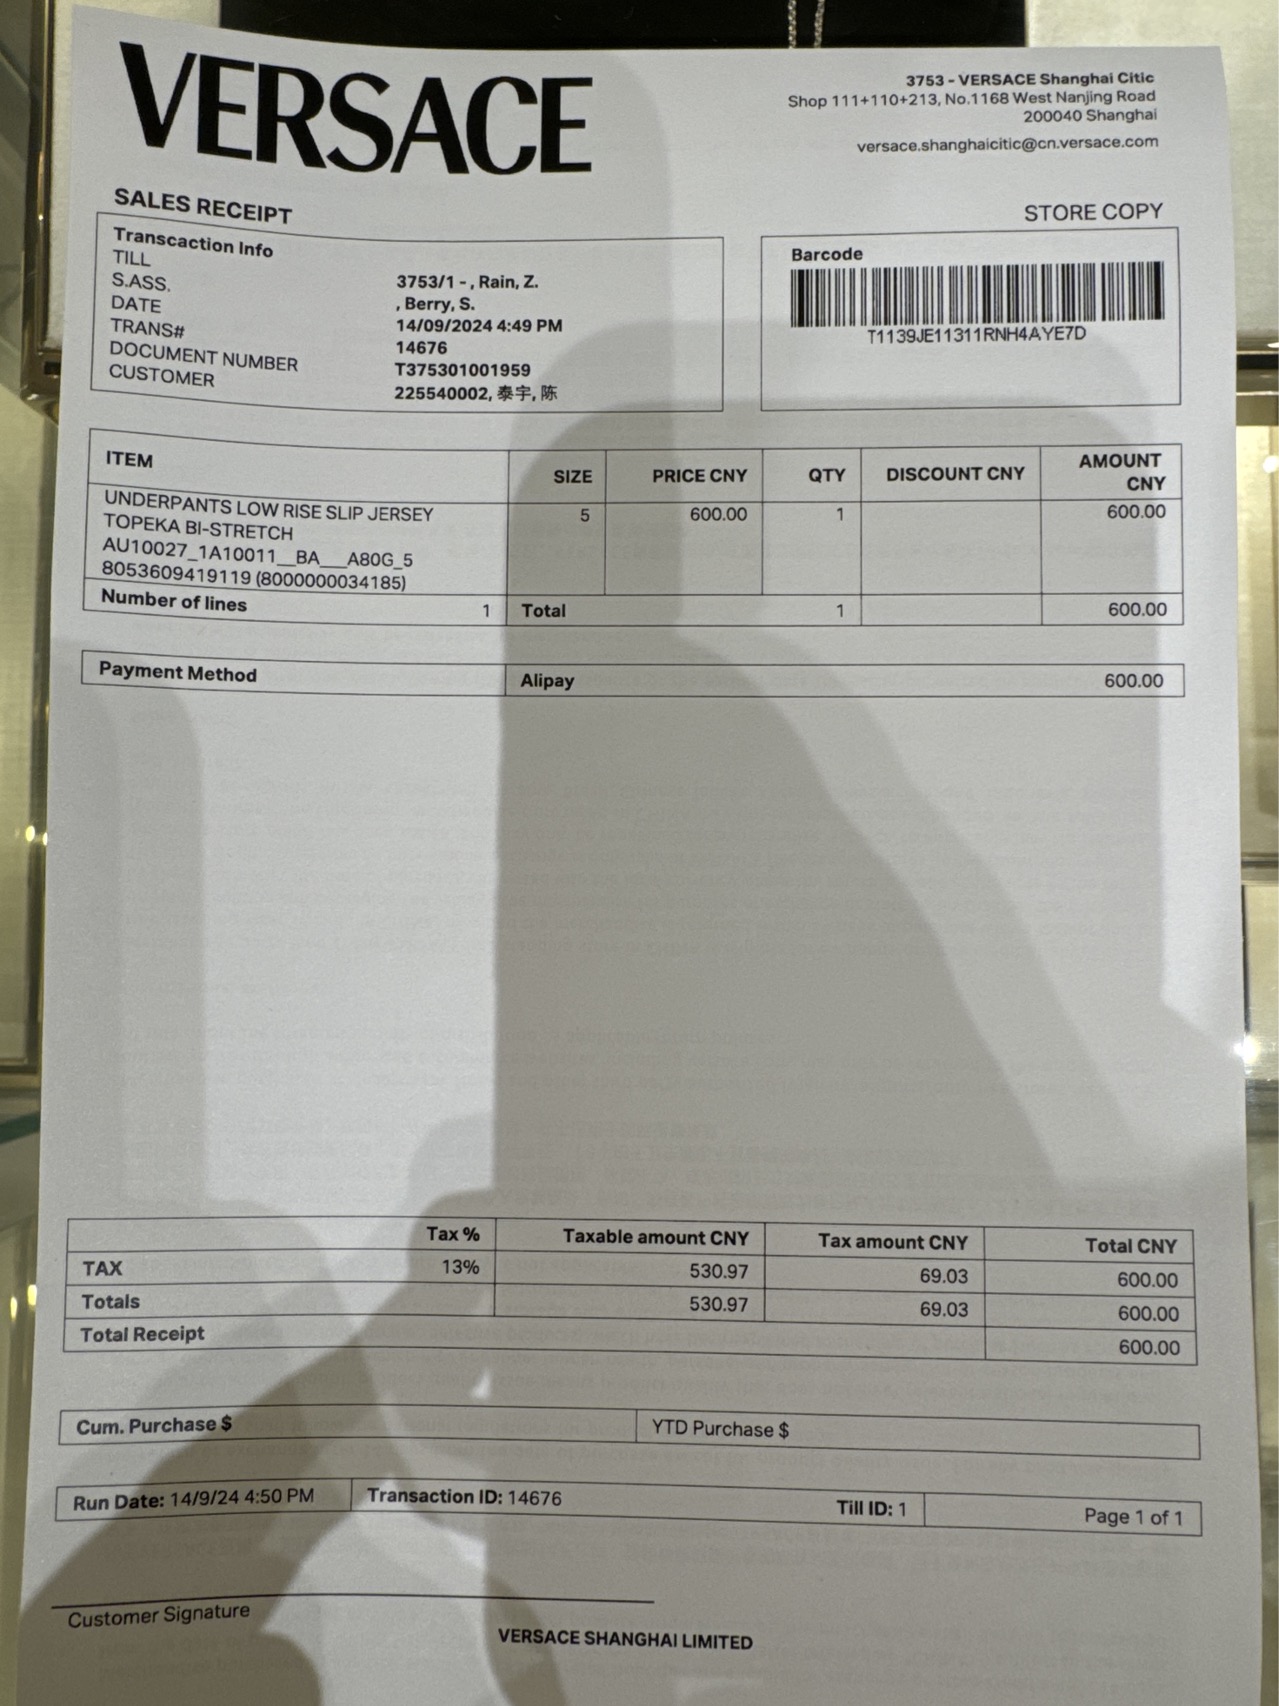 VERSACE
3753 - VERSACE Shanghai Citic
Shop 111+110+213, No.1168 West Nanjing Road
200040 Shanghai
versace.shanghaicitic@cn.versace.com
SALES RECEIPT
STORE COPY
Transcaction Info
TILL
S.ASS. 3753/1 - , Rain, Z.
DATE , Berry, S.
TRANS# 14/09/2024 4:49 PM
DOCUMENT NUMBER 14676
CUSTOMER T375301001959
225540002, 泰宇, 陈
Barcode
T1139JE11311RNH4AYE7D
ITEM SIZE PRICE CNY QTY DISCOUNT CNY AMOUNT CNY
UNDERPANTS LOW RISE SLIP JERSEY 5 600.00 1 600.00
TOPEKA BI-STRETCH
AU10027_1A10011__BA___A80G_5
8053609419119 (8000000034185)
Number of lines 1 Total 1 600.00
Payment Method Alipay 600.00
Tax % Taxable amount CNY Tax amount CNY Total CNY
TAX 13% 530.97 69.03 600.00
Totals 530.97 69.03 600.00
Total Receipt 600.00
Cum. Purchase $ YTD Purchase $
Run Date: 14/9/24 4:50 PM Transaction ID: 14676 Till ID: 1 Page 1 of 1
Customer Signature
VERSACE SHANGHAI LIMITED